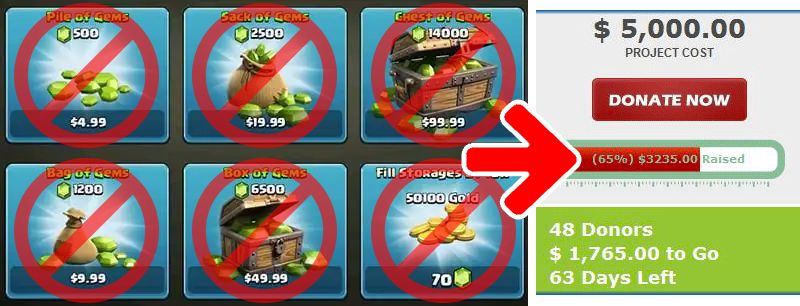 Pile of Gems
500
$4.99
Sack of Gems
2500
$19.99
Chest of Gems
14000
$99.99
Bag of Gems
1200
$9.99
Box of Gems
6500
$49.99
Fill Storages
50100 Gold
70
$ 5,000.00
PROJECT COST
DONATE NOW
(65%) $3235.00 Raised
48 Donors
$ 1,765.00 to Go
63 Days Left